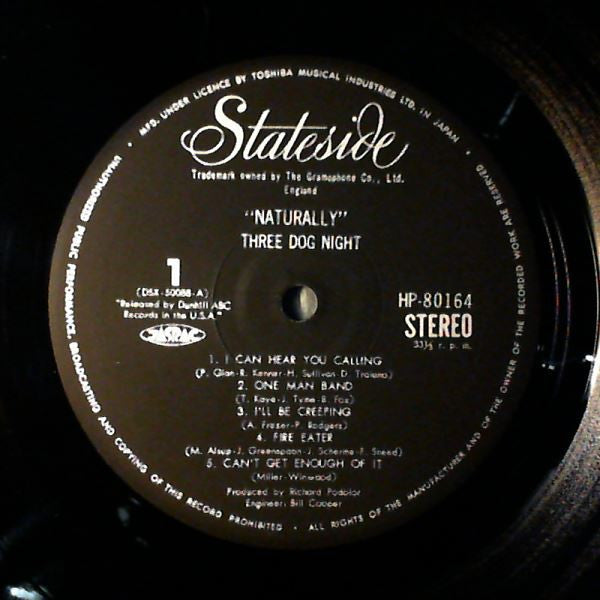 • MFD. UNDER LICENCE BY TOSHIBA MUSICAL INDUSTRIES LTD. IN JAPAN •
Stateside
Trademark owned by The Gramophone Co., Ltd.
England
"NATURALLY"
THREE DOG NIGHT
1
(DSX-50088-A)
"Released by Dunhill ABC
Records in the U.S.A."
JASRAC
HP-80164
STEREO
33⅓ r. p. m.
1. I CAN HEAR YOU CALLING
(P. Glan-R. Kenner-H. Sullivan-D. Troiano)
2. ONE MAN BAND
(T. Kaye-J. Tyme-B. Fox)
3. I'LL BE CREEPING
(A. Fraser-P. Rodgers)
4. FIRE EATER
(M. Alsup-J. Greenspoon-J. Schermie-F. Sneed)
5. CAN'T GET ENOUGH OF IT
(Miller-Winwood)
Produced by Richard Podolor
Engineer: Bill Cooper
UNAUTHORIZED PUBLIC PERFORMANCE, BROADCASTING AND COPYING OF THIS RECORD PROHIBITED • ALL RIGHTS OF THE MANUFACTURER AND OF THE OWNER OF THE RECORDED WORK ARE RESERVED